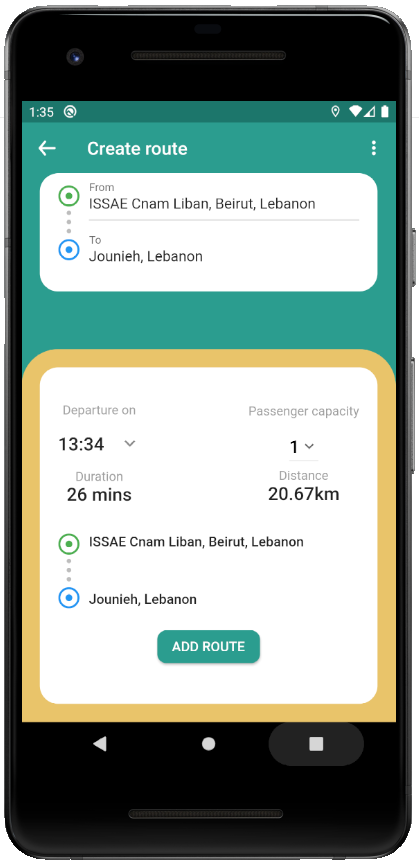 1:35
Create route
From
ISSAE Cnam Liban, Beirut, Lebanon
To
Jounieh, Lebanon
Departure on
Passenger capacity
13:34
1
Duration
Distance
26 mins
20.67km
ISSAE Cnam Liban, Beirut, Lebanon
Jounieh, Lebanon
ADD ROUTE